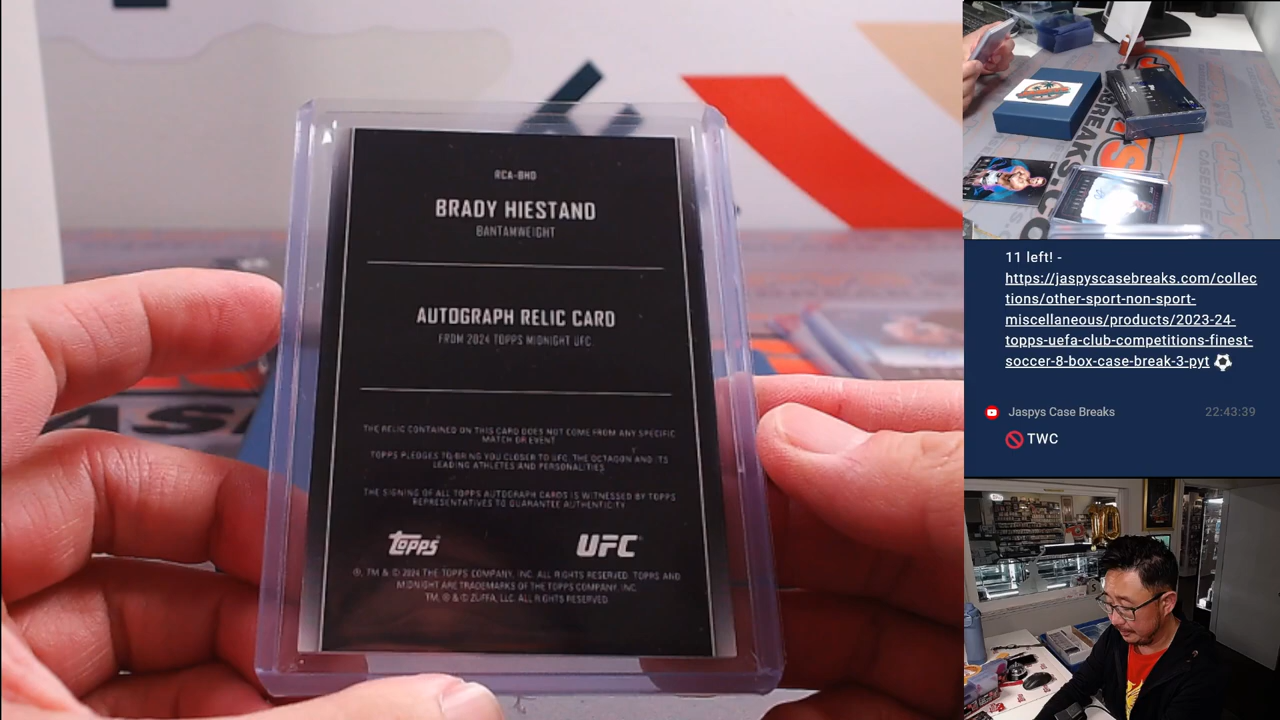 RCA-BHD
BRADY HIESTAND
BANTAMWEIGHT
AUTOGRAPH RELIC CARD
FROM 2024 TOPPS MIDNIGHT UFC
THE RELIC CONTAINED ON THIS CARD DOES NOT COME FROM ANY SPECIFIC
MATCH OR EVENT
TOPPS PLEDGES TO BRING YOU CLOSER TO UFC, THE OCTAGON AND ITS
LEADING ATHLETES AND PERSONALITIES.
THE SIGNING OF ALL TOPPS AUTOGRAPH CARDS IS WITNESSED BY TOPPS
REPRESENTATIVES TO GUARANTEE AUTHENTICITY
topps UFC
®, TM & © 2024 THE TOPPS COMPANY, INC. ALL RIGHTS RESERVED. TOPPS AND
MIDNIGHT ARE TRADEMARKS OF THE TOPPS COMPANY, INC.
TM, ® & © ZUFFA, LLC. ALL RIGHTS RESERVED
11 left! -
https://jaspyscasebreaks.com/collec
tions/other-sport-non-sport-
miscellaneous/products/2023-24-
topps-uefa-club-competitions-finest-
soccer-8-box-case-break-3-pyt ⚽
Jaspys Case Breaks 22:43:39
🚫 TWC